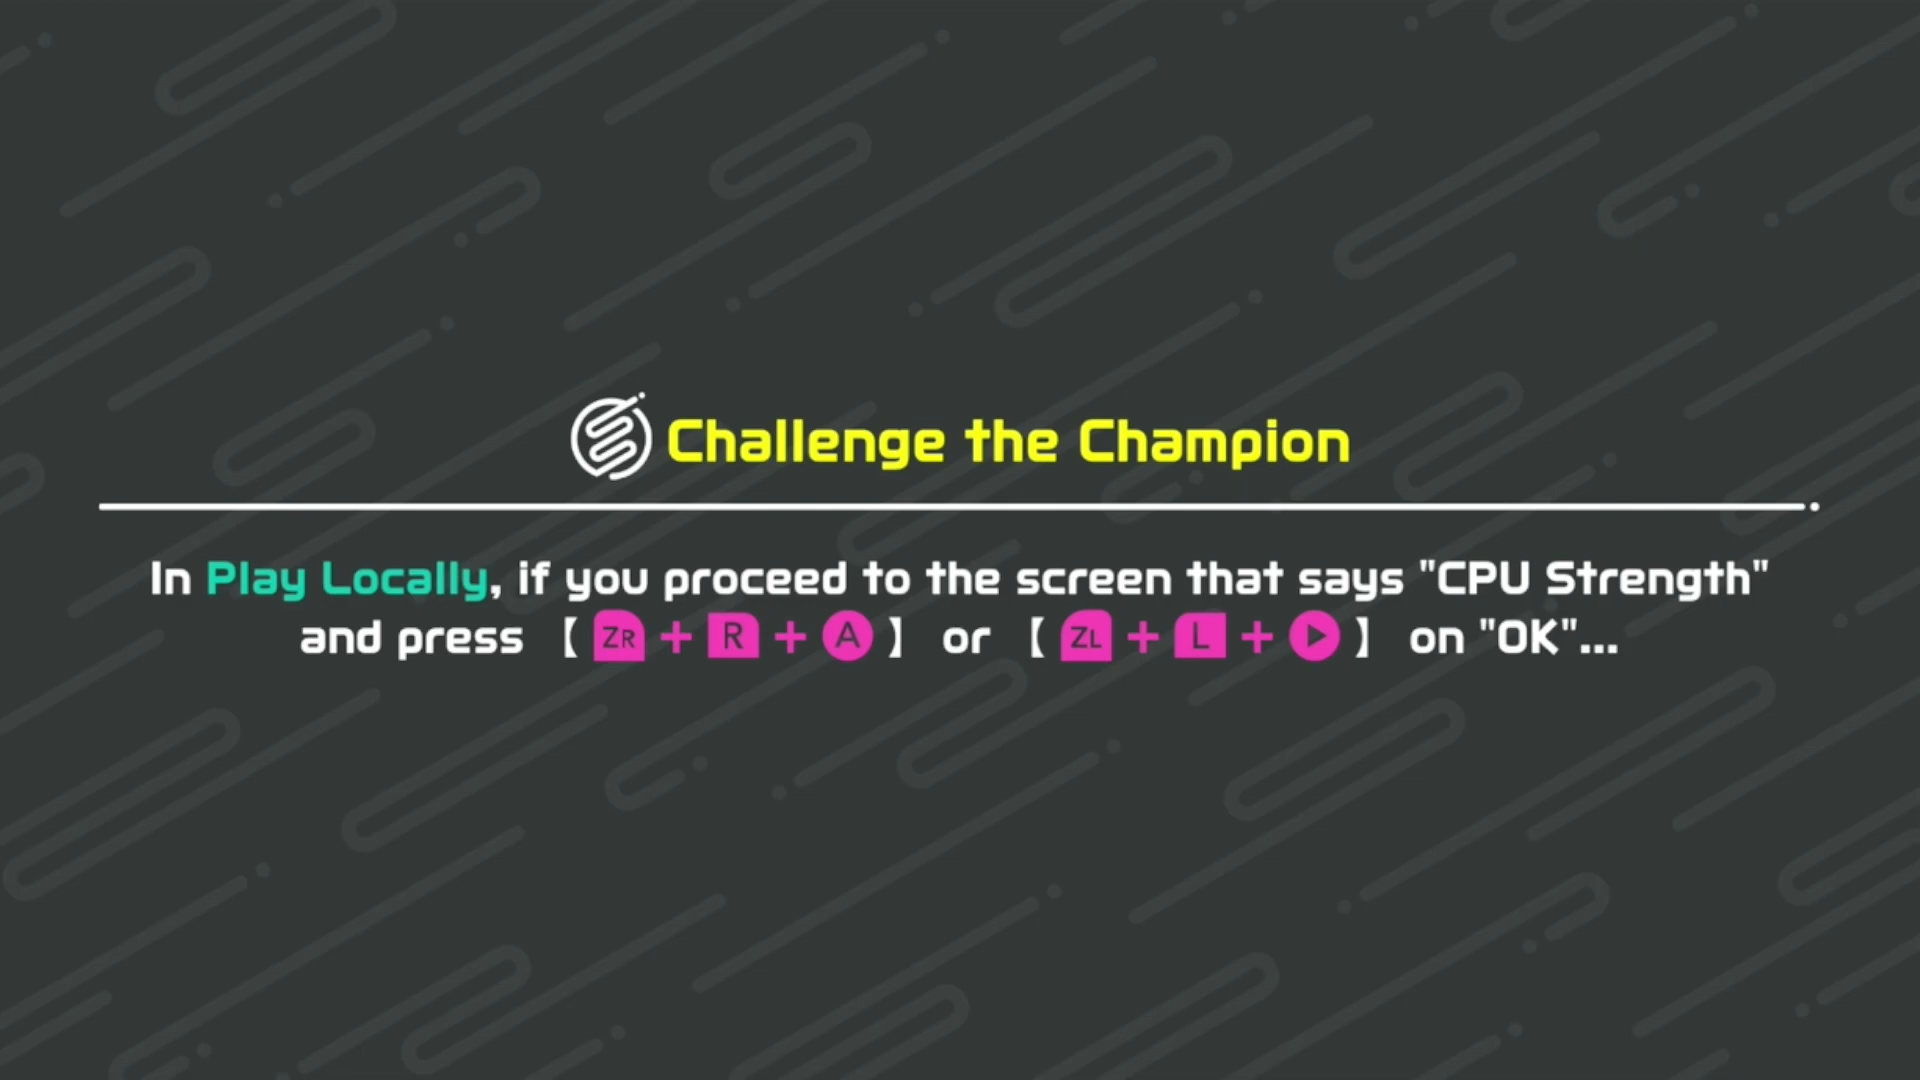 Challenge the Champion
In Play Locally, if you proceed to the screen that says "CPU Strength"
and press 【 ZR + R + A 】 or 【 ZL + L + ▶ 】 on "OK"...